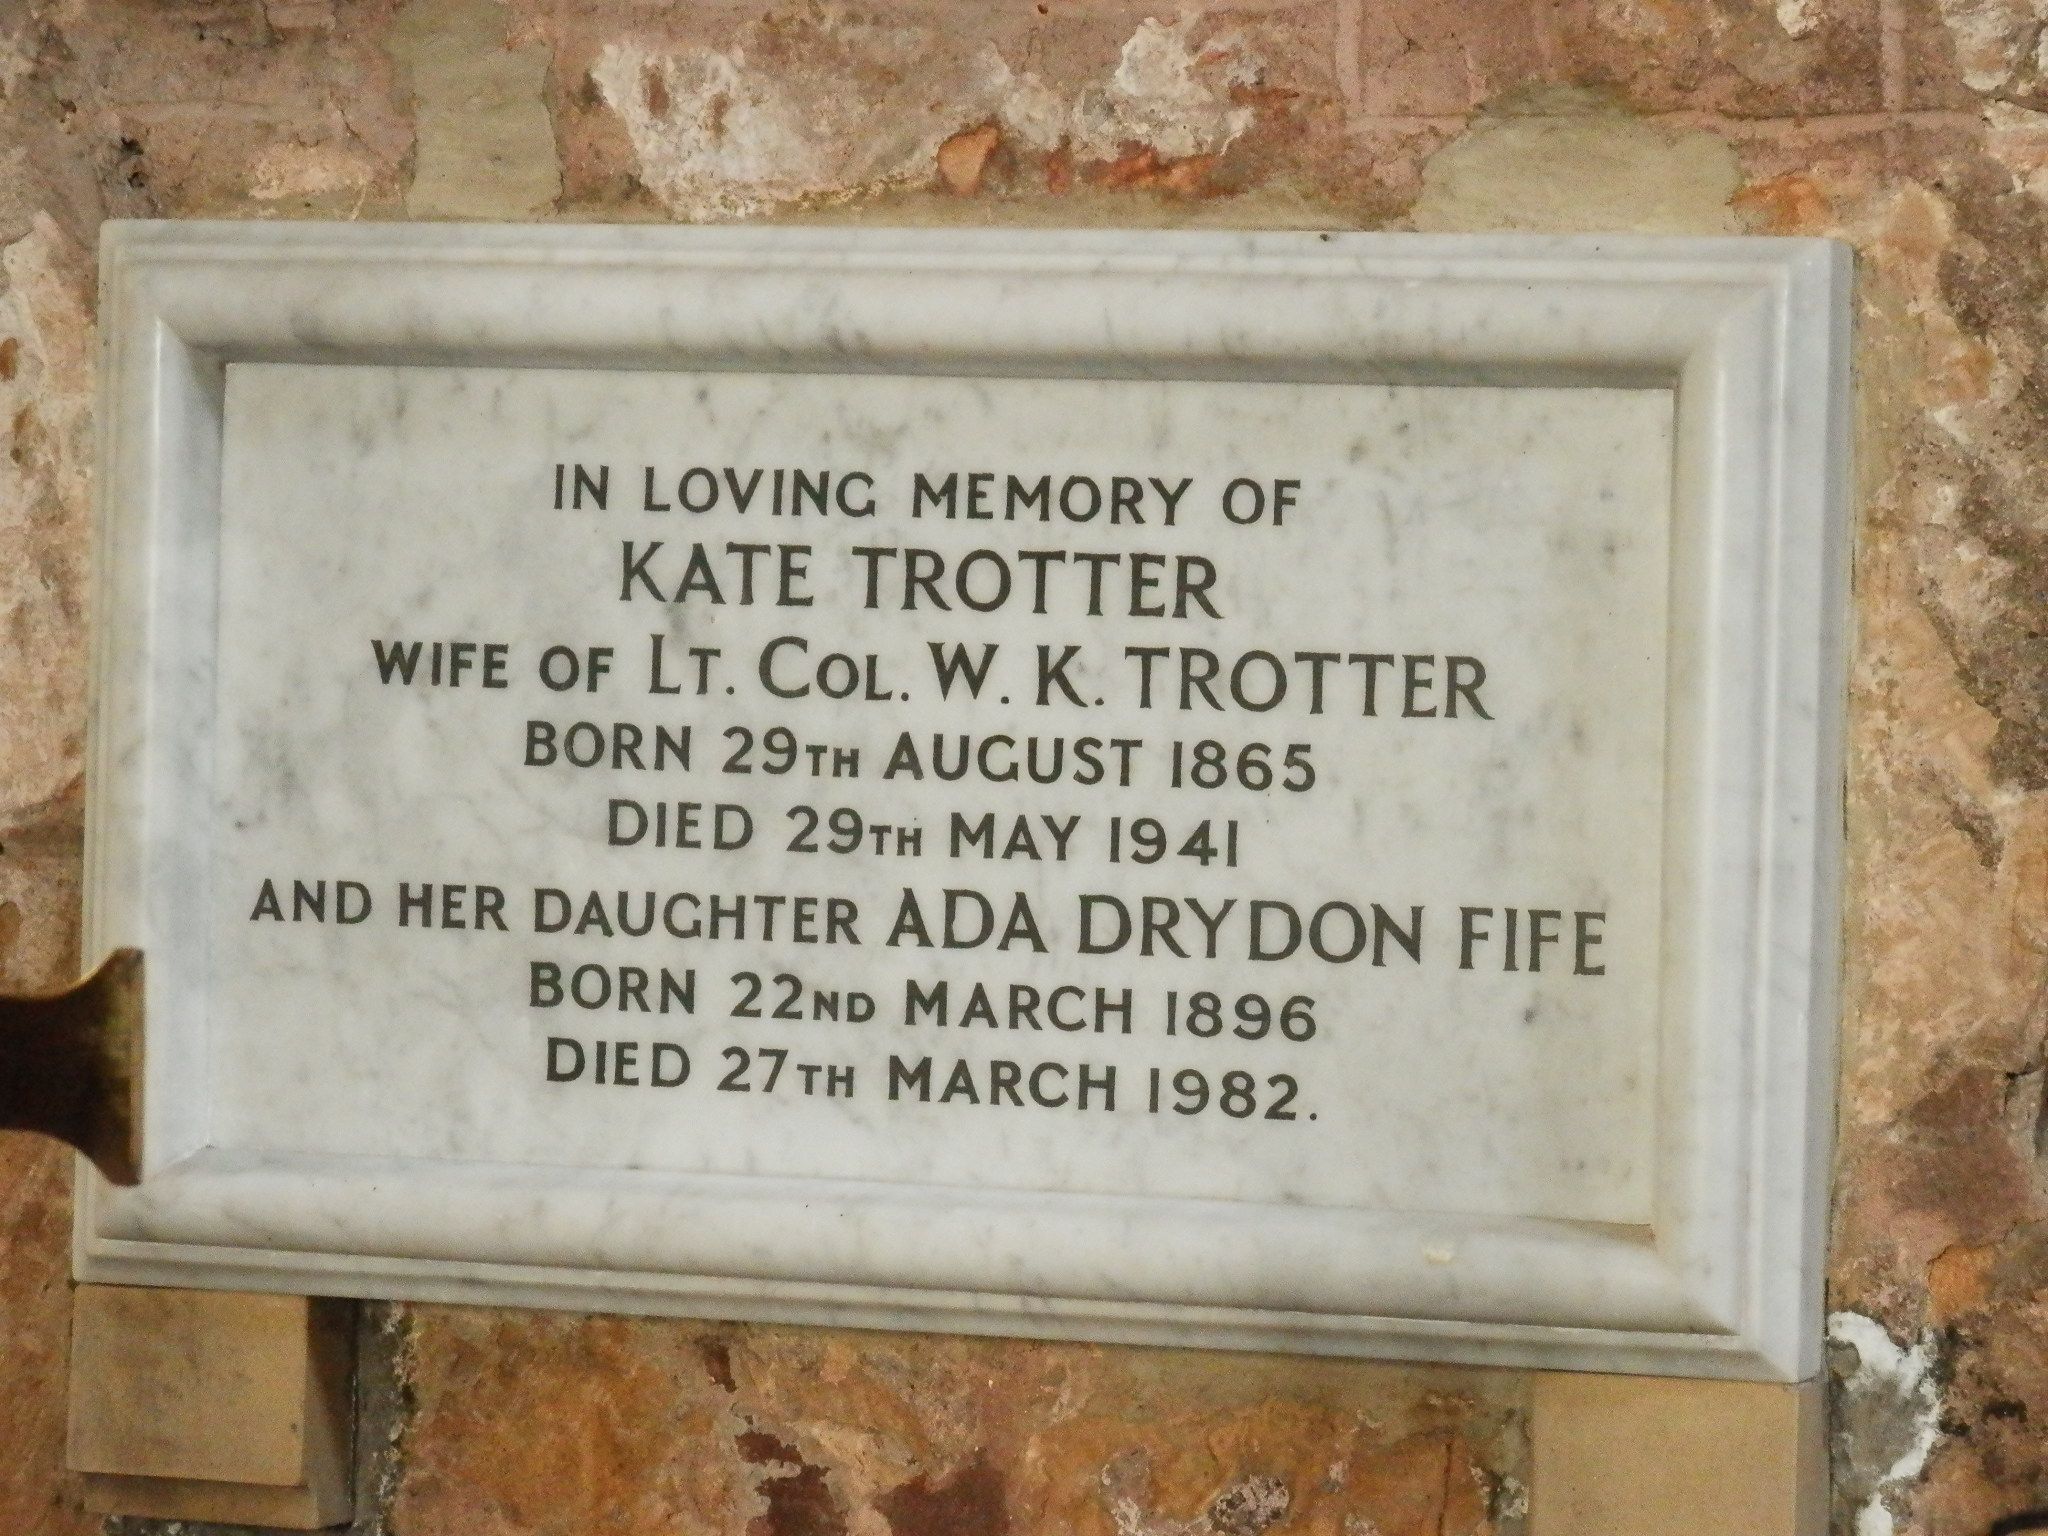 IN LOVING MEMORY OF
KATE TROTTER
WIFE OF LT. COL. W. K. TROTTER
BORN 29TH AUGUST 1865
DIED 29TH MAY 1941
AND HER DAUGHTER ADA DRYDON FIFE
BORN 22ND MARCH 1896
DIED 27TH MARCH 1982.